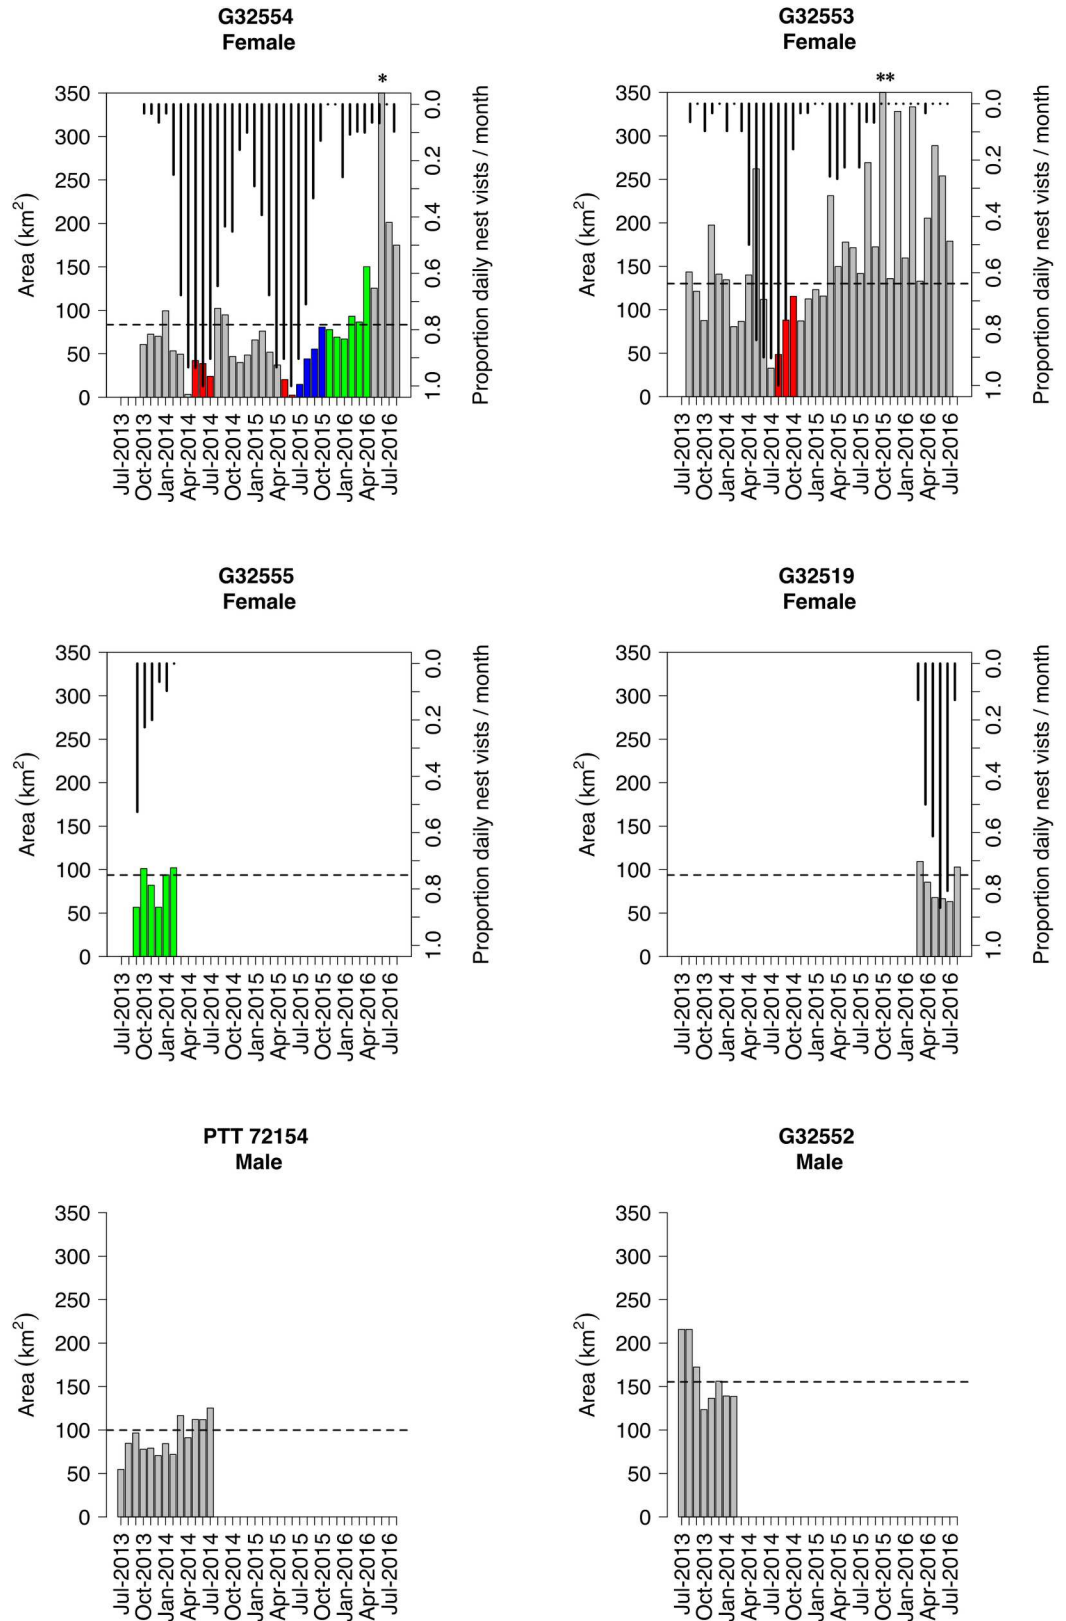 G32554
Female
*
Area (km2)
350
300
250
200
150
100
50
0
0.0
0.2
0.4
0.6
0.8
1.0
Proportion daily nest vists / month
Jul-2013
Oct-2013
Jan-2014
Apr-2014
Jul-2014
Oct-2014
Jan-2015
Apr-2015
Jul-2015
Oct-2015
Jan-2016
Apr-2016
Jul-2016
G32553
Female
**
Area (km2)
350
300
250
200
150
100
50
0
0.0
0.2
0.4
0.6
0.8
1.0
Proportion daily nest vists / month
Jul-2013
Oct-2013
Jan-2014
Apr-2014
Jul-2014
Oct-2014
Jan-2015
Apr-2015
Jul-2015
Oct-2015
Jan-2016
Apr-2016
Jul-2016
G32555
Female
Area (km2)
350
300
250
200
150
100
50
0
0.0
0.2
0.4
0.6
0.8
1.0
Proportion daily nest vists / month
Jul-2013
Oct-2013
Jan-2014
Apr-2014
Jul-2014
Oct-2014
Jan-2015
Apr-2015
Jul-2015
Oct-2015
Jan-2016
Apr-2016
Jul-2016
G32519
Female
Area (km2)
350
300
250
200
150
100
50
0
0.0
0.2
0.4
0.6
0.8
1.0
Proportion daily nest vists / month
Jul-2013
Oct-2013
Jan-2014
Apr-2014
Jul-2014
Oct-2014
Jan-2015
Apr-2015
Jul-2015
Oct-2015
Jan-2016
Apr-2016
Jul-2016
PTT 72154
Male
Area (km2)
350
300
250
200
150
100
50
0
Jul-2013
Oct-2013
Jan-2014
Apr-2014
Jul-2014
Oct-2014
Jan-2015
Apr-2015
Jul-2015
Oct-2015
Jan-2016
Apr-2016
Jul-2016
G32552
Male
Area (km2)
350
300
250
200
150
100
50
0
Jul-2013
Oct-2013
Jan-2014
Apr-2014
Jul-2014
Oct-2014
Jan-2015
Apr-2015
Jul-2015
Oct-2015
Jan-2016
Apr-2016
Jul-2016